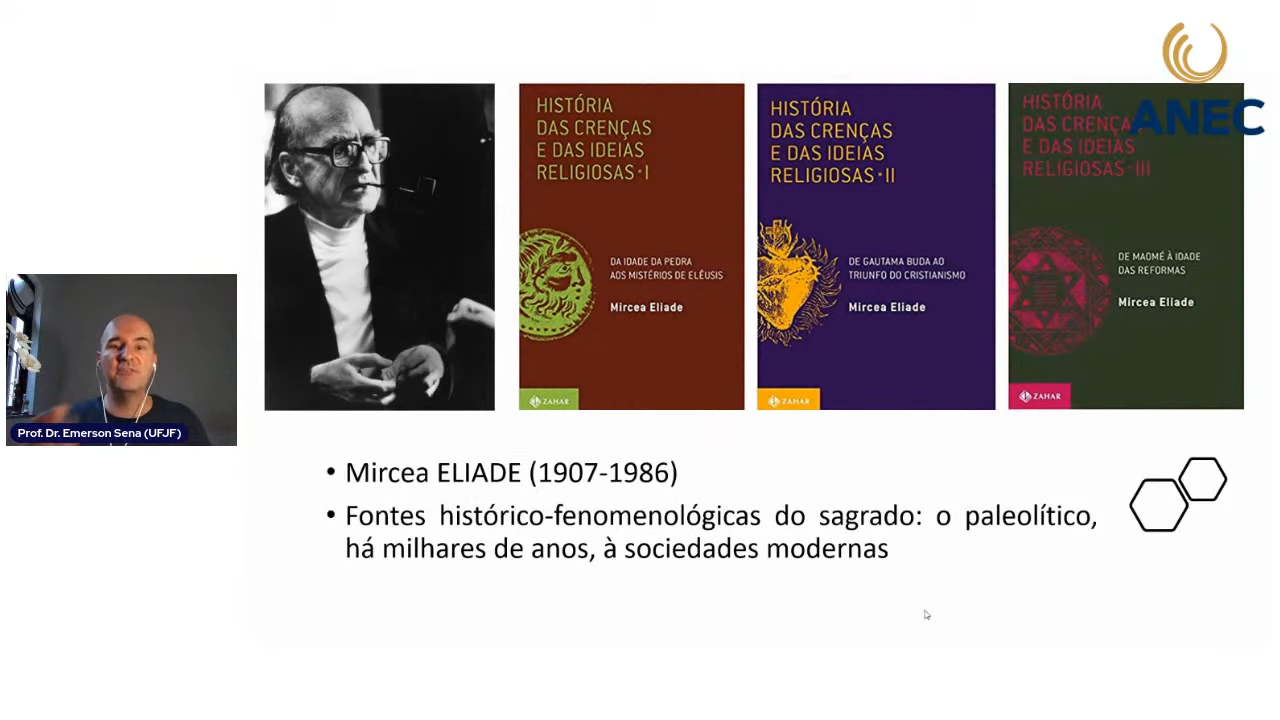 ANEC
HISTÓRIA
DAS CRENÇAS
E DAS IDEIAS
RELIGIOSAS • I
DA IDADE DA PEDRA
AOS MISTÉRIOS DE ELÊUSIS
Mircea Eliade
ZAHAR
HISTÓRIA
DAS CRENÇAS
E DAS IDEIAS
RELIGIOSAS • II
DE GAUTAMA BUDA AO
TRIUNFO DO CRISTIANISMO
Mircea Eliade
ZAHAR
HISTÓRIA
DAS CRENÇAS
E DAS IDEIAS
RELIGIOSAS • III
DE MAOMÉ À IDADE
DAS REFORMAS
Mircea Eliade
ZAHAR
Prof. Dr. Emerson Sena (UFJF)
• Mircea ELIADE (1907-1986)
• Fontes histórico-fenomenológicas do sagrado: o paleolítico,
há milhares de anos, à sociedades modernas